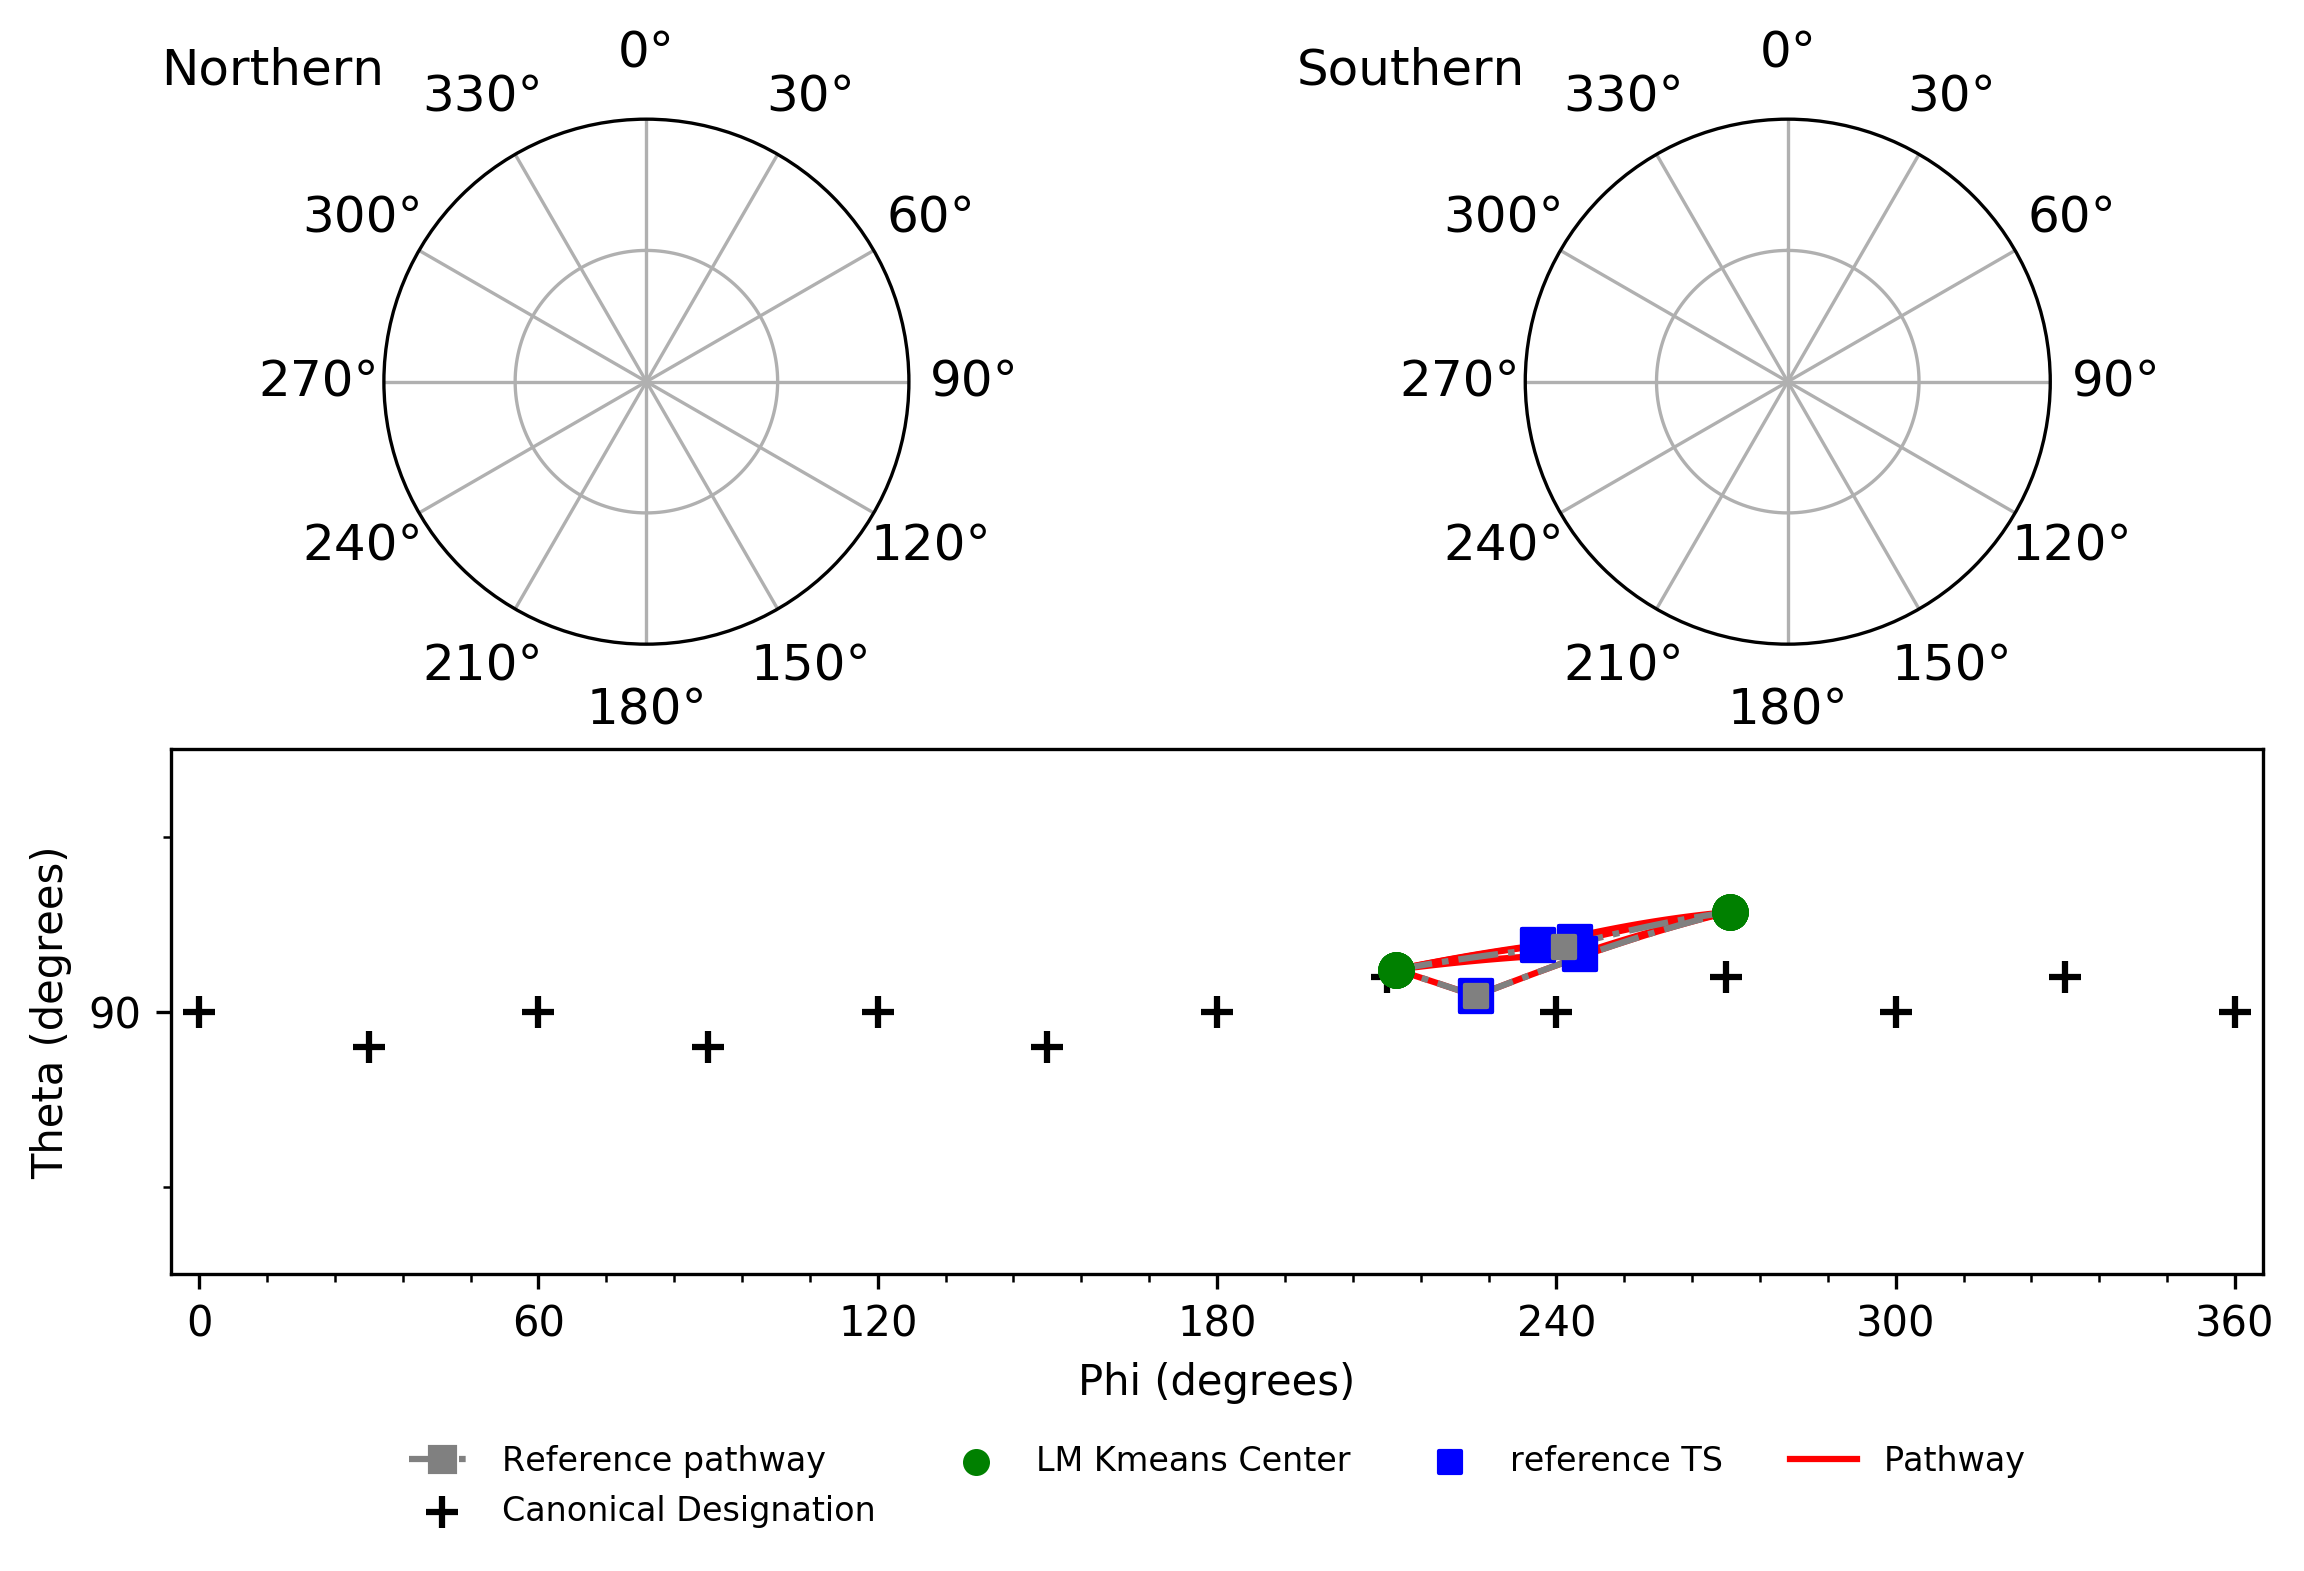 Northern
0°
30°
60°
90°
120°
150°
180°
210°
240°
270°
300°
330°
Southern
0°
30°
60°
90°
120°
150°
180°
210°
240°
270°
300°
330°
Theta (degrees)
90
0 60 120 180 240 300 360
Phi (degrees)
Reference pathway
Canonical Designation
LM Kmeans Center
reference TS
Pathway